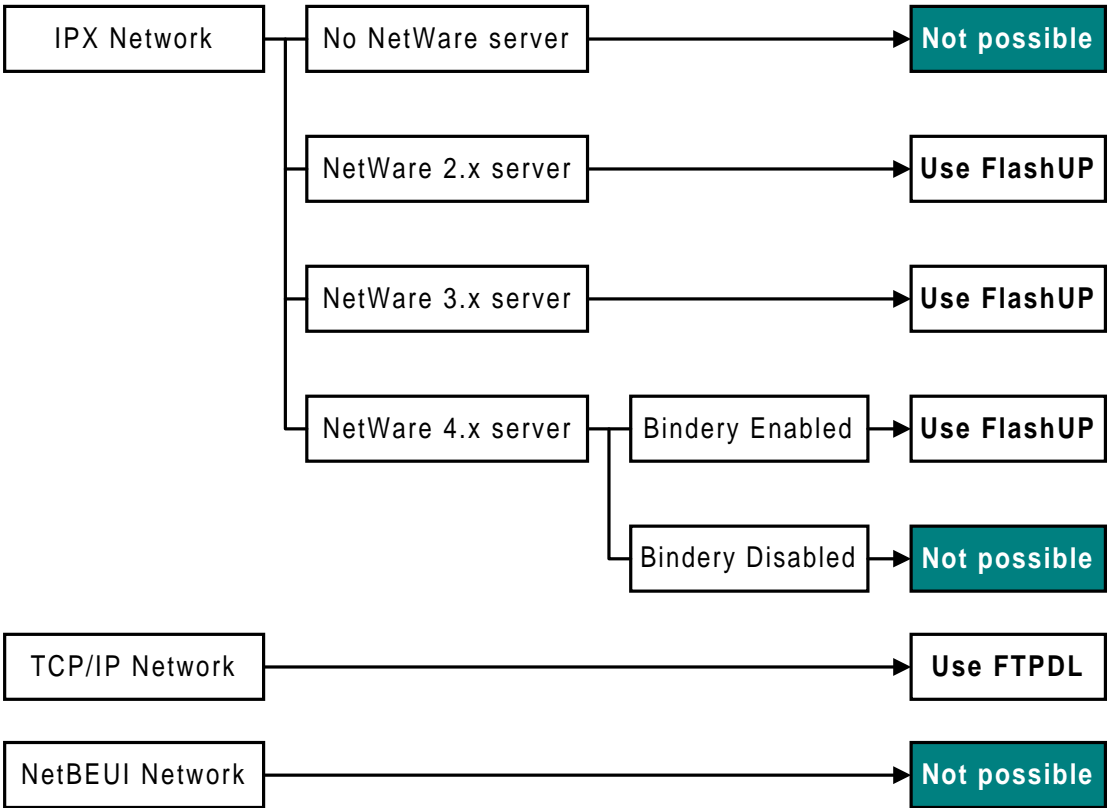 IPX Network
No NetWare server
Not possible
NetWare 2.x server
Use FlashUP
NetWare 3.x server
Use FlashUP
NetWare 4.x server
Bindery Enabled
Use FlashUP
Bindery Disabled
Not possible
TCP/IP Network
Use FTPDL
NetBEUI Network
Not possible